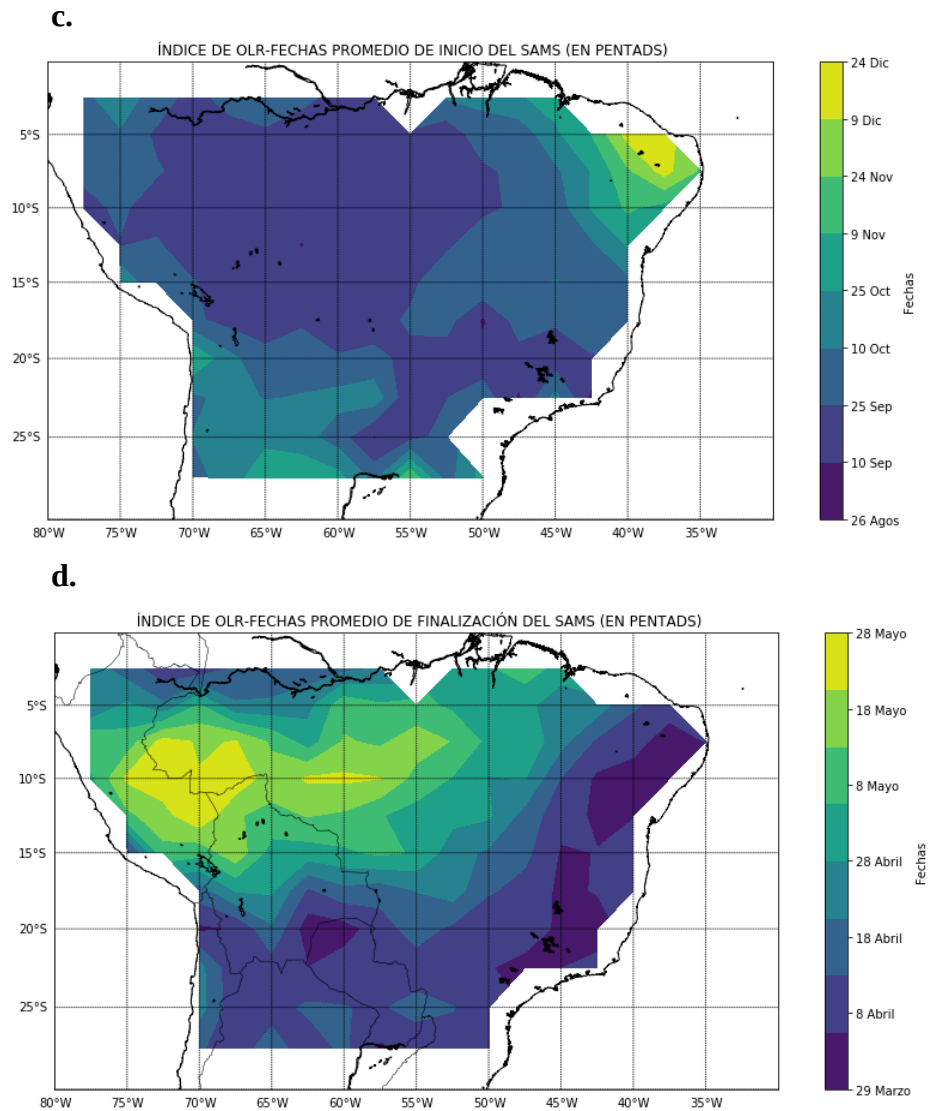 c.
ÍNDICE DE OLR-FECHAS PROMEDIO DE INICIO DEL SAMS (EN PENTADS)
24 Dic
9 Dic
24 Nov
9 Nov
25 Oct
10 Oct
25 Sep
10 Sep
26 Agos
Fechas
5°S
10°S
15°S
20°S
25°S
80°W 75°W 70°W 65°W 60°W 55°W 50°W 45°W 40°W 35°W
d.
ÍNDICE DE OLR-FECHAS PROMEDIO DE FINALIZACIÓN DEL SAMS (EN PENTADS)
28 Mayo
18 Mayo
8 Mayo
28 Abril
18 Abril
8 Abril
29 Marzo
Fechas
5°S
10°S
15°S
20°S
25°S
80°W 75°W 70°W 65°W 60°W 55°W 50°W 45°W 40°W 35°W